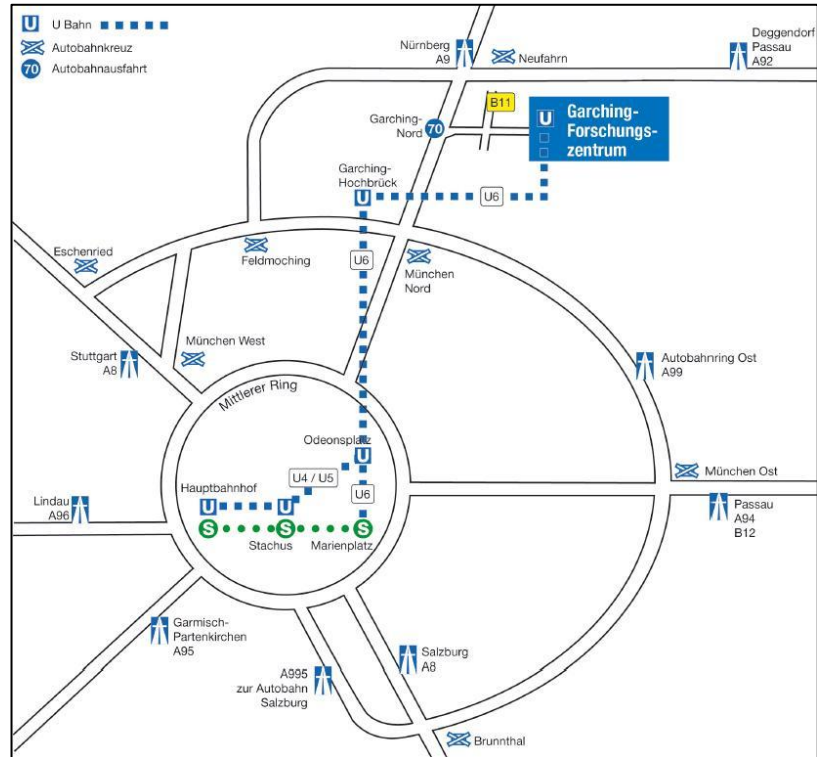 U
U Bahn
Autobahnkreuz
70
Autobahnausfahrt
Nürnberg
A9
Neufahrn
Deggendorf
Passau
A92
B11
Garching-
Nord
70
U
Garching-
Forschungs-
zentrum
Garching-
Hochbrück
U
U6
Eschenried
Feldmoching
U6
München
Nord
München West
Stuttgart
A8
Autobahnring Ost
A99
Mittlerer Ring
Odeonsplatz
U
U4 / U5
München Ost
Hauptbahnhof
U
U
U6
Lindau
A96
Passau
A94
B12
S
S
S
Stachus
Marienplatz
Garmisch-
Partenkirchen
A95
Salzburg
A8
A995
zur Autobahn
Salzburg
Brunnthal